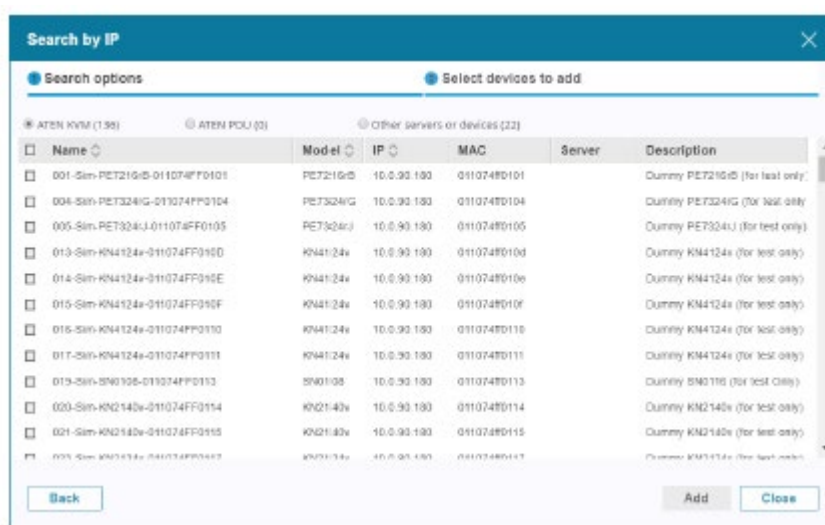 Search by IP
Search options
Select devices to add
ATEN KVM (136) ATEN PDU (0) Other servers or devices (22)
Name Model IP MAC Server Description
001-Sim-PE7216rB-011074FF0101 PE7216rB 10.0.90.180 011074ff0101 Dummy PE7216rB (for test only)
004-Sim-PE7324rG-011074FF0104 PE7324rG 10.0.90.180 011074ff0104 Dummy PE7324rG (for test only
005-Sim-PE7324rJ-011074FF0105 PE7324rJ 10.0.90.180 011074ff0105 Dummy PE7324rJ (for test only)
013-Sim-KN4124v-011074FF010D KN4124v 10.0.90.180 011074ff010d Dummy KN4124v (for test only)
014-Sim-KN4124v-011074FF010E KN4124v 10.0.90.180 011074ff010e Dummy KN4124v (for test only)
015-Sim-KN4124v-011074FF010F KN4124v 10.0.90.180 011074ff010f Dummy KN4124v (for test only)
016-Sim-KN4124v-011074FF0110 KN4124v 10.0.90.180 011074ff0110 Dummy KN4124v (for test only)
017-Sim-KN4124v-011074FF0111 KN4124v 10.0.90.180 011074ff0111 Dummy KN4124v (for test only)
019-Sim-SN0108-011074FF0113 SN0108 10.0.90.180 011074ff0113 Dummy SN0116 (for test Only)
020-Sim-KN2140v-011074FF0114 KN2140v 10.0.90.180 011074ff0114 Dummy KN2140v (for test only)
021-Sim-KN2140v-011074FF0115 KN2140v 10.0.90.180 011074ff0115 Dummy KN2140v (for test only)
10.0.90.180
Back Add Close